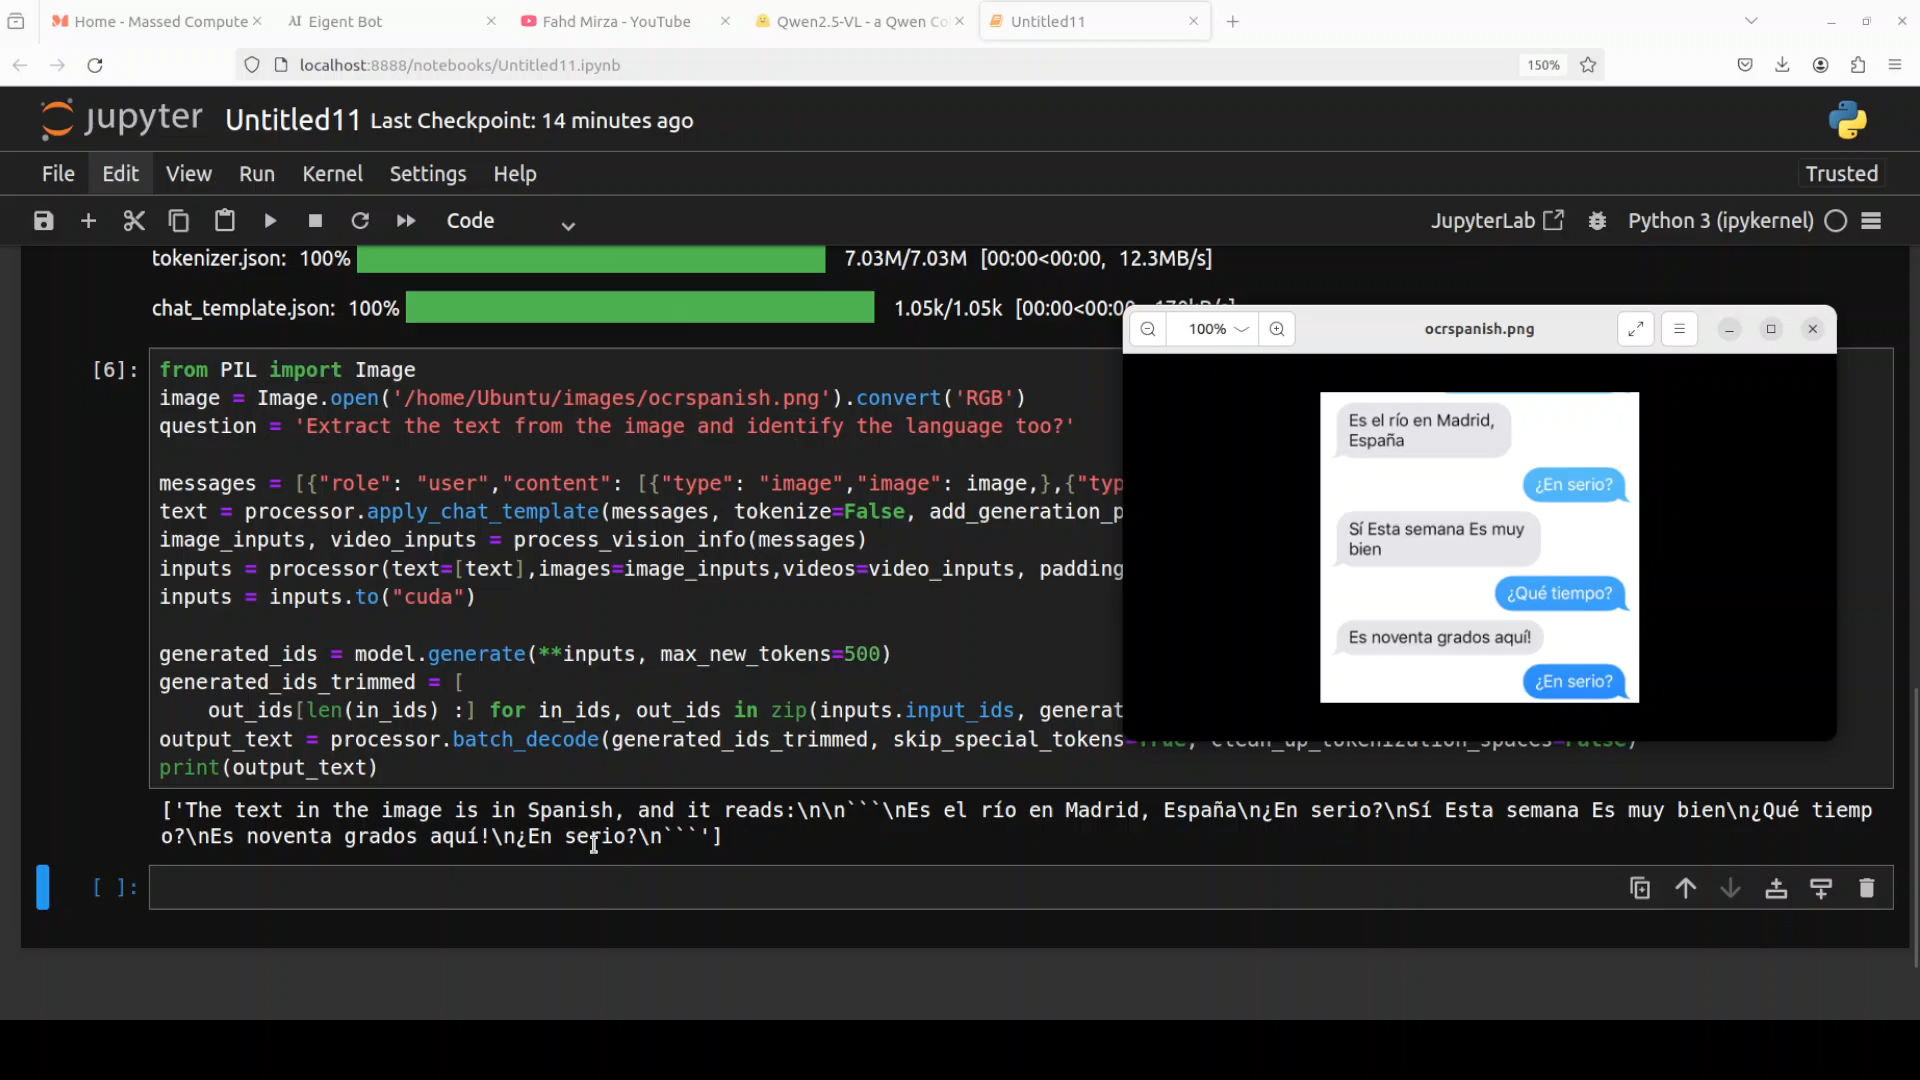 Home - Massed Compute
AI Eigent Bot
Fahd Mirza - YouTube
Qwen2.5-VL - a Qwen Co
Untitled11
localhost:8888/notebooks/Untitled11.ipynb
150%
jupyter Untitled11 Last Checkpoint: 14 minutes ago
File Edit View Run Kernel Settings Help
Trusted
Code
JupyterLab
Python 3 (ipykernel)
tokenizer.json: 100% 7.03M/7.03M [00:00<00:00, 12.3MB/s]
chat_template.json: 100% 1.05k/1.05k [00:00<00:00,
[6]:
from PIL import Image
image = Image.open('/home/Ubuntu/images/ocrspanish.png').convert('RGB')
question = 'Extract the text from the image and identify the language too?'
messages = [{"role": "user","content": [{"type": "image","image": image,},{"typ
text = processor.apply_chat_template(messages, tokenize=False, add_generation_p
image_inputs, video_inputs = process_vision_info(messages)
inputs = processor(text=[text],images=image_inputs,videos=video_inputs, padding
inputs = inputs.to("cuda")
generated_ids = model.generate(**inputs, max_new_tokens=500)
generated_ids_trimmed = [
out_ids[len(in_ids) :] for in_ids, out_ids in zip(inputs.input_ids, generat
output_text = processor.batch_decode(generated_ids_trimmed, skip_special_tokens=True, clean_up_tokenization_spaces=False)
print(output_text)
100%
ocrspanish.png
Es el río en Madrid,
España
¿En serio?
Sí Esta semana Es muy
bien
¿Qué tiempo?
Es noventa grados aquí!
¿En serio?
['The text in the image is in Spanish, and it reads:\n\n```\nEs el río en Madrid, España\n¿En serio?\nSí Esta semana Es muy bien\n¿Qué tiemp
o?\nEs noventa grados aquí!\n¿En serio?\n```']
[ ]: